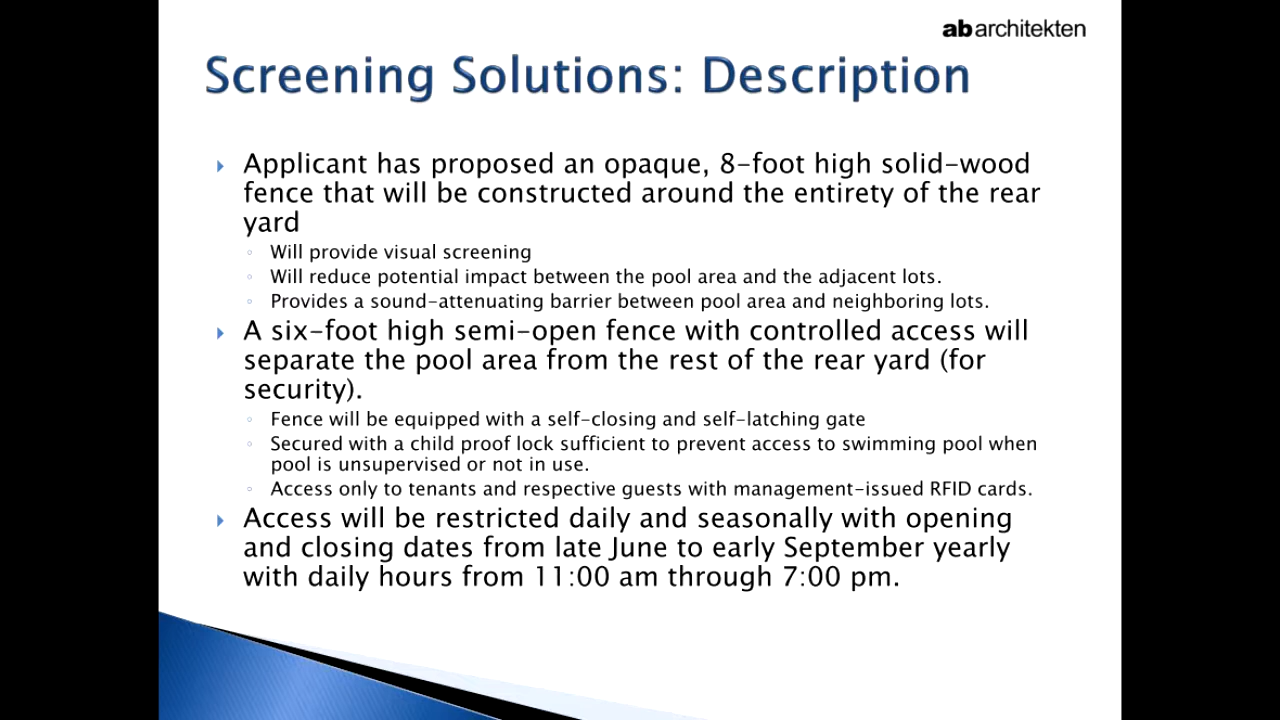 abarchitekten
Screening Solutions: Description
Applicant has proposed an opaque, 8-foot high solid-wood
fence that will be constructed around the entirety of the rear
yard
Will provide visual screening
Will reduce potential impact between the pool area and the adjacent lots.
Provides a sound-attenuating barrier between pool area and neighboring lots.
A six-foot high semi-open fence with controlled access will
separate the pool area from the rest of the rear yard (for
security).
Fence will be equipped with a self-closing and self-latching gate
Secured with a child proof lock sufficient to prevent access to swimming pool when
pool is unsupervised or not in use.
Access only to tenants and respective guests with management-issued RFID cards.
Access will be restricted daily and seasonally with opening
and closing dates from late June to early September yearly
with daily hours from 11:00 am through 7:00 pm.